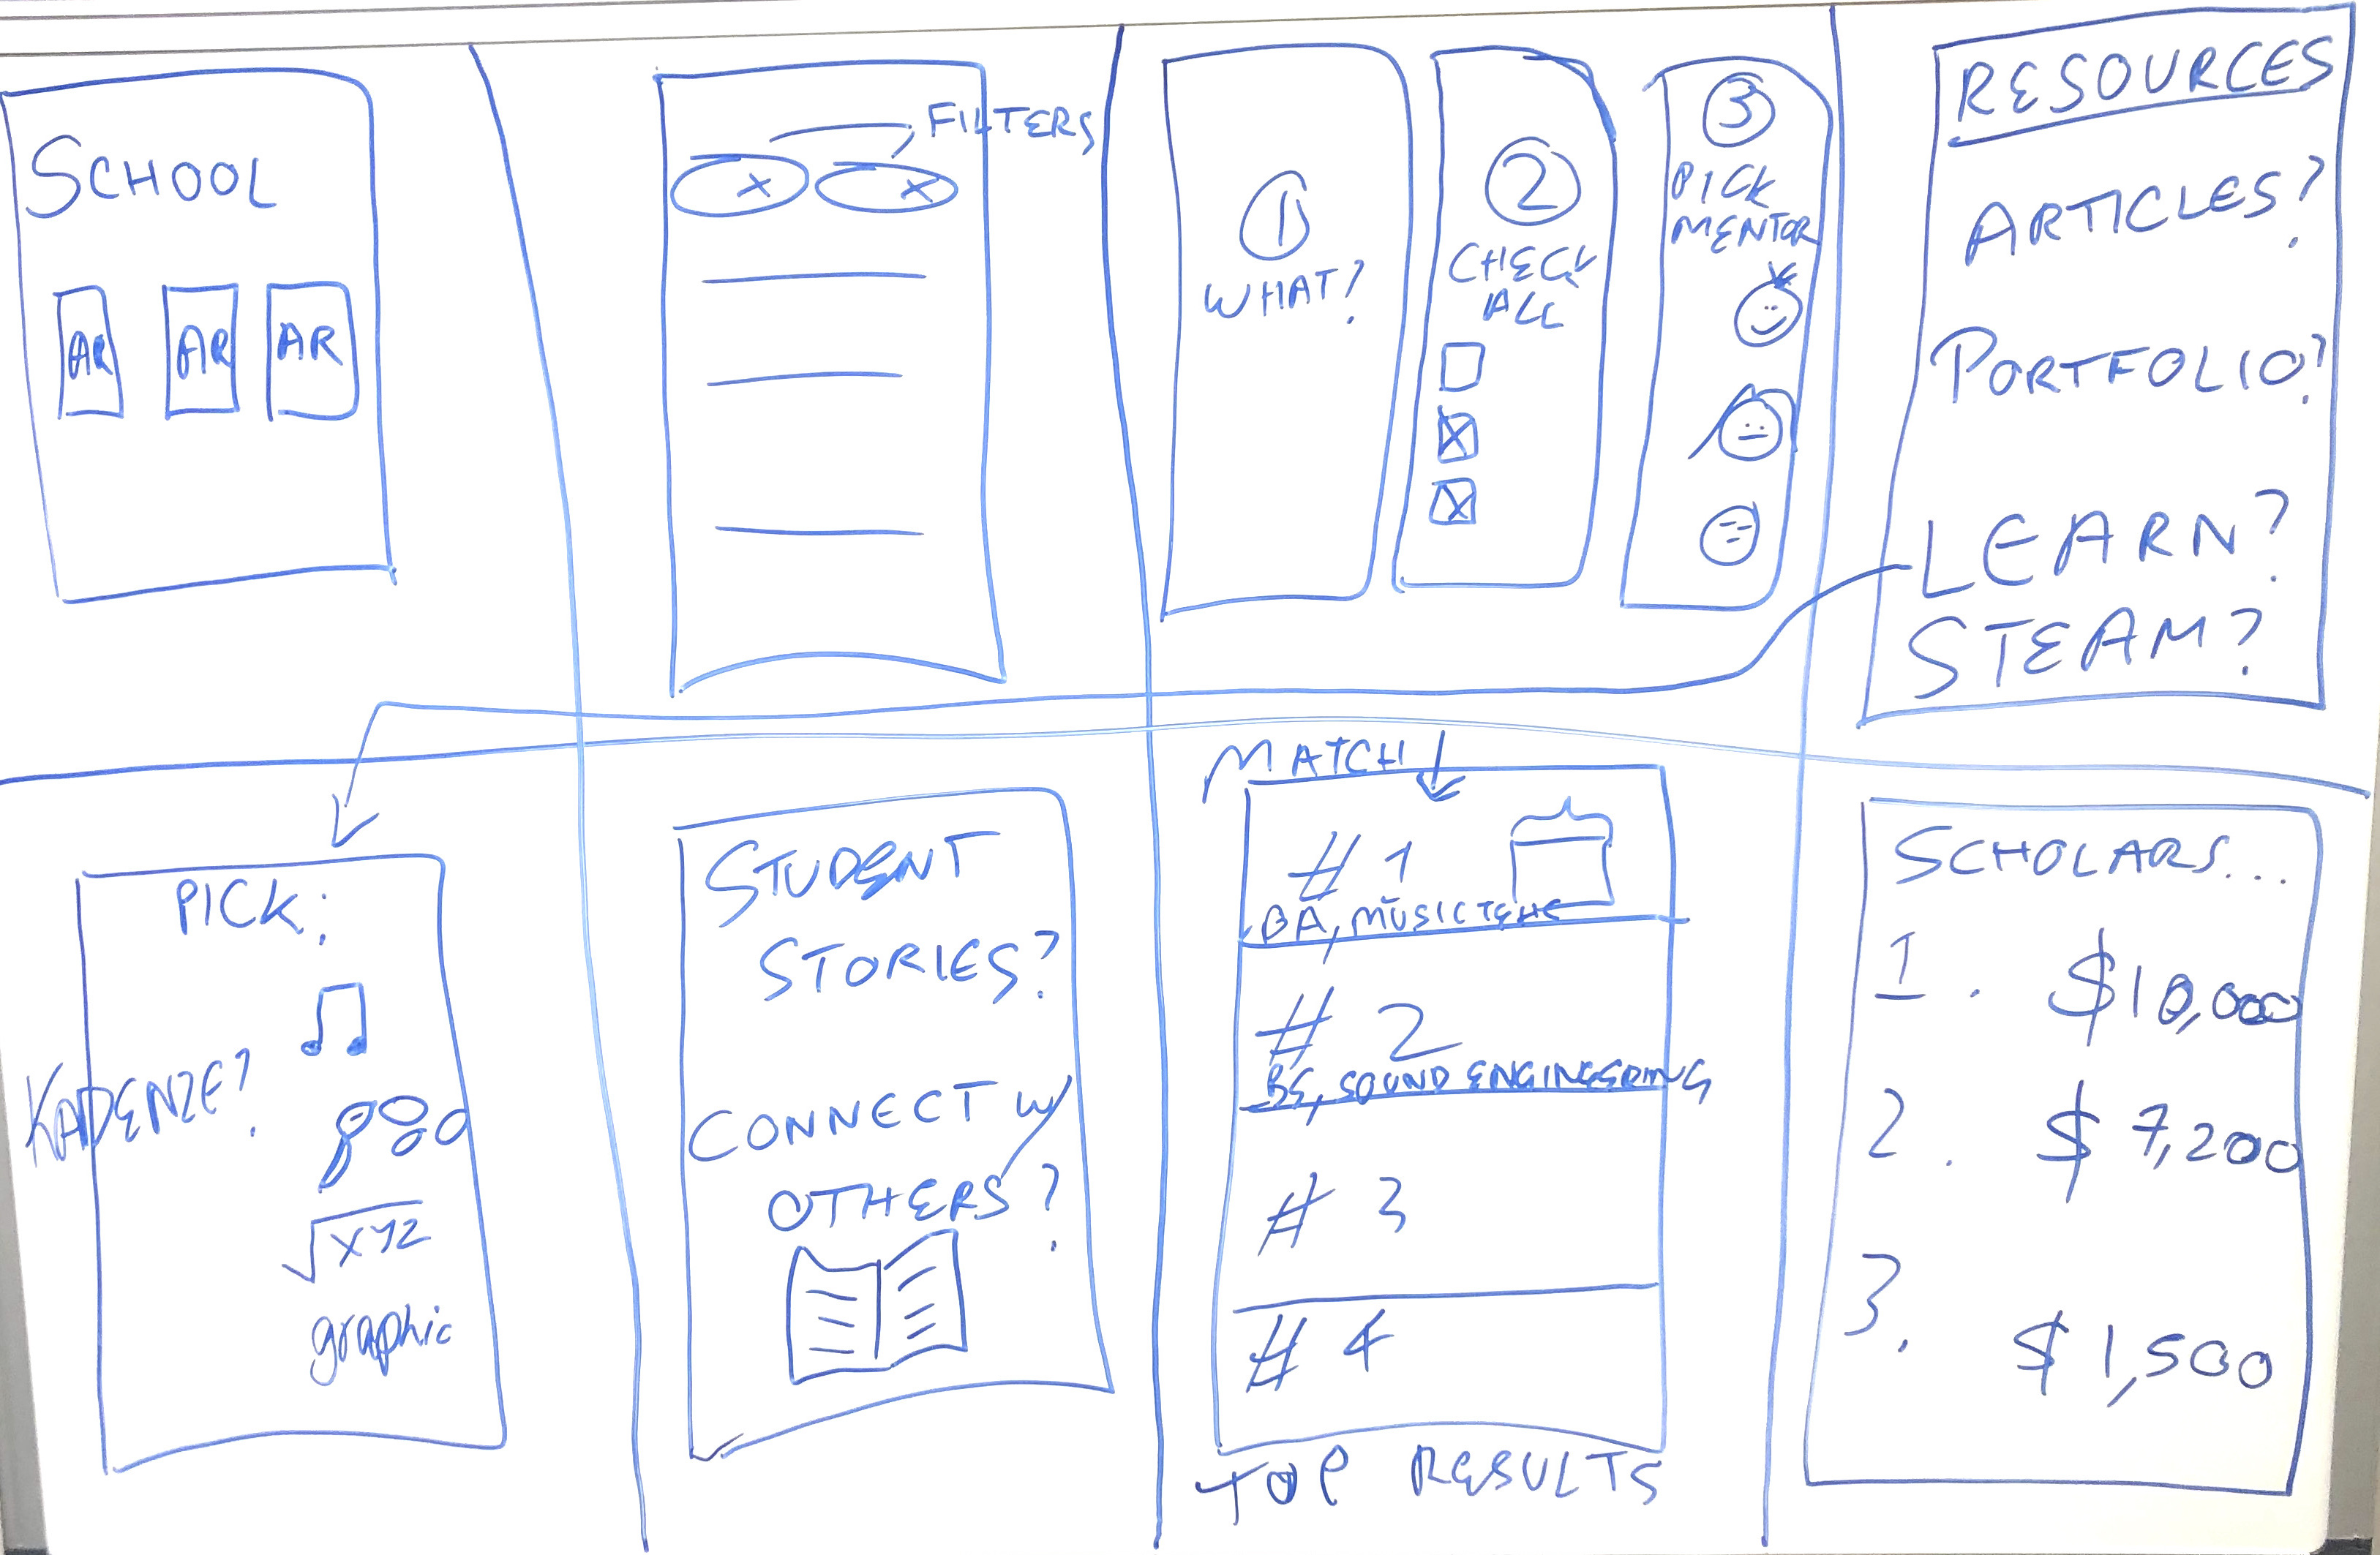 SCHOOL
AR AR AR
FILTERS
x x
1
WHAT?
2
CHECK
ALL
3
PICK
MENTOR
RESOURCES
ARTICLES?
PORTFOLIO?
LEARN?
STEAM?
PICK:
KADENZE?
√XYZ
graphic
STUDENT
STORIES?
CONNECT W/
OTHERS?
MATCH
# 1
BA, MUSIC
# 2
BS, SOUND ENGINEERING
# 3
# 4
TOP RESULTS
SCHOLARS...
1. $10,000
2. $7,200
3. $1,500